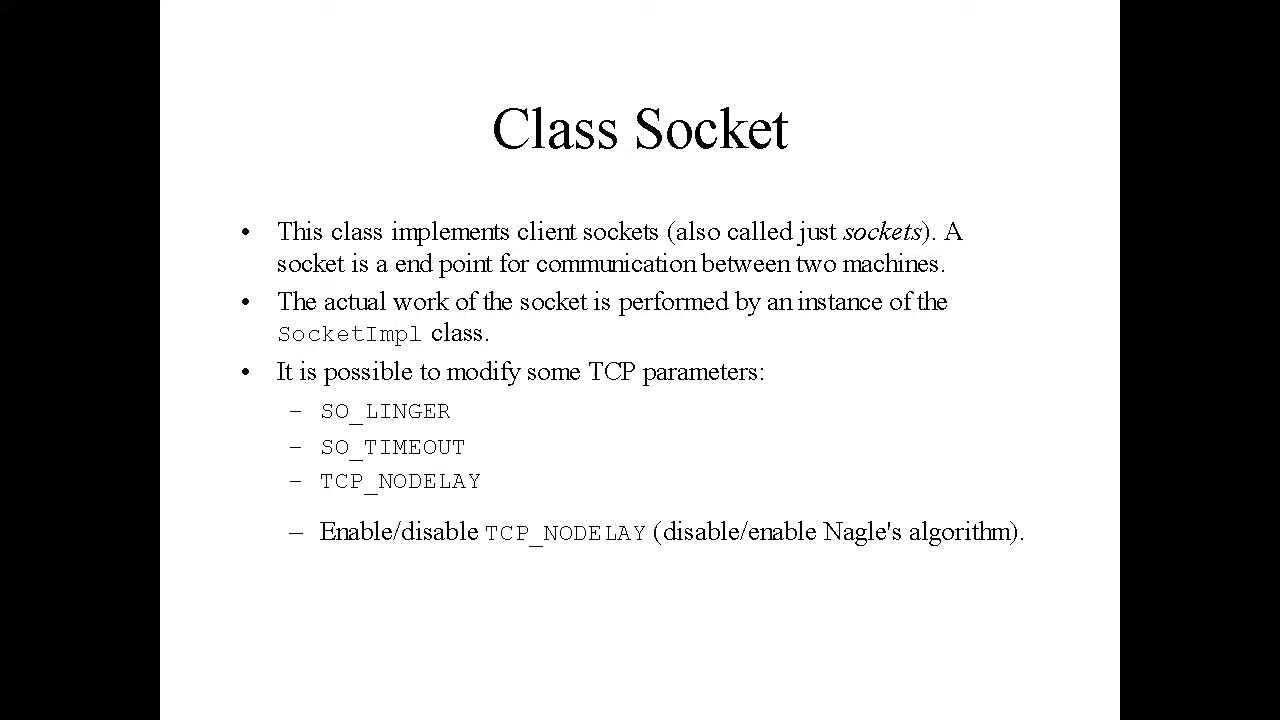 Class Socket
• This class implements client sockets (also called just sockets). A
socket is a end point for communication between two machines.
• The actual work of the socket is performed by an instance of the
SocketImpl class.
• It is possible to modify some TCP parameters:
– SO_LINGER
– SO_TIMEOUT
– TCP_NODELAY
– Enable/disable TCP_NODELAY (disable/enable Nagle's algorithm).